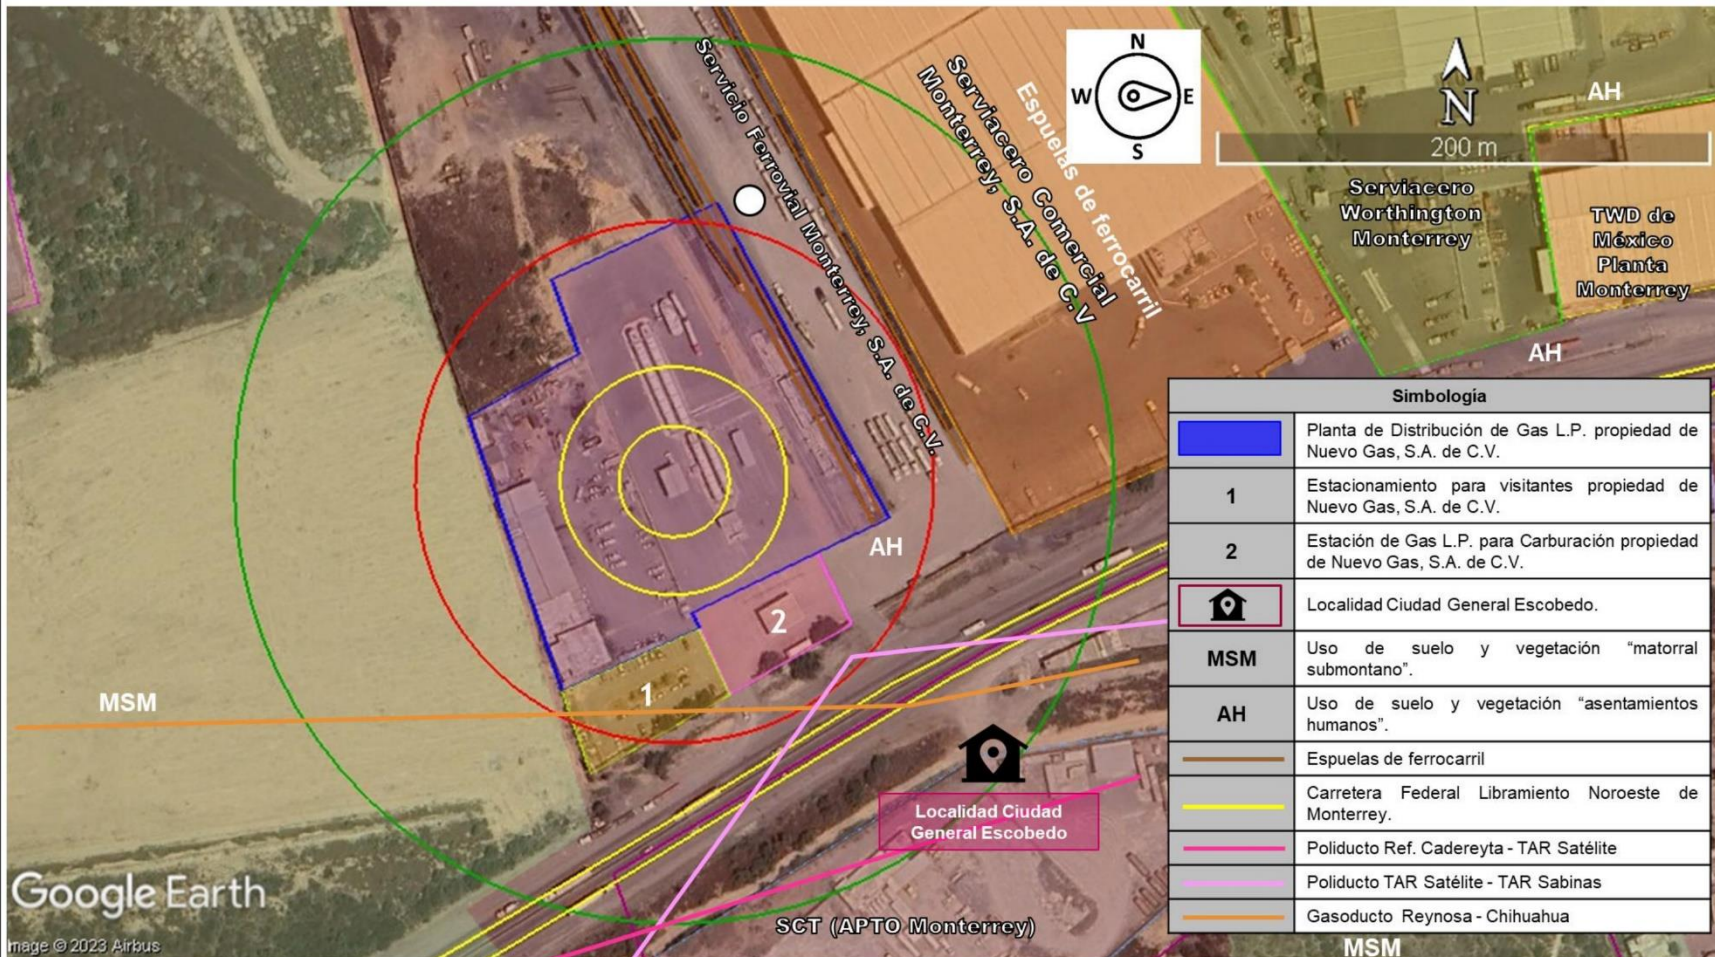 Servicio Ferrovial Monterrey, S.A. de C.V.
Serviacero Comercial
Monterrey, S.A. de C.V
Espuelas de ferrocarril
N
W
E
S
N
200 m
AH
Serviacero
Worthington
Monterrey
TWD de
México
Planta
Monterrey
AH
AH
2
1
MSM
Localidad Ciudad
General Escobedo
SCT (APTO Monterrey)
MSM
Google Earth
mage © 2023 Airbus
Simbología
Planta de Distribución de Gas L.P. propiedad de
Nuevo Gas, S.A. de C.V.
1
Estacionamiento para visitantes propiedad de
Nuevo Gas, S.A. de C.V.
2
Estación de Gas L.P. para Carburación propiedad
de Nuevo Gas, S.A. de C.V.
Localidad Ciudad General Escobedo.
MSM
Uso de suelo y vegetación “matorral
submontano”.
AH
Uso de suelo y vegetación “asentamientos
humanos”.
Espuelas de ferrocarril
Carretera Federal Libramiento Noroeste de
Monterrey.
Poliducto Ref. Cadereyta - TAR Satélite
Poliducto TAR Satélite - TAR Sabinas
Gasoducto Reynosa - Chihuahua